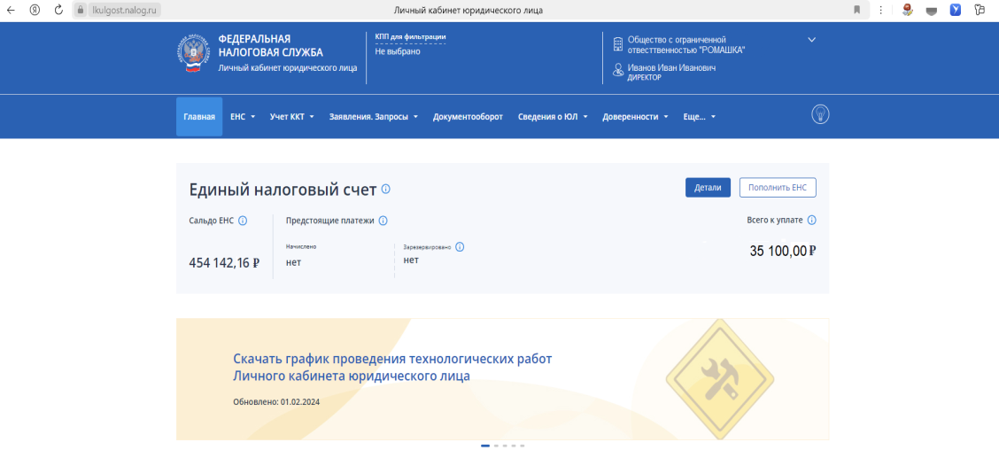 lkulgost.nalog.ru
Личный кабинет юридического лица
ФЕДЕРАЛЬНАЯ
НАЛОГОВАЯ СЛУЖБА
Личный кабинет юридического лица
КПП для фильтрации
Не выбрано
Общество с ограниченной
отвесттвенностью "РОМАШКА"
Иванов Иван Иванович
ДИРЕКТОР
Главная ЕНС Учет ККТ Заявления. Запросы Документооборот Сведения о ЮЛ Доверенности Еще...
Единый налоговый счет
Детали Пополнить ЕНС
Сальдо ЕНС Предстоящие платежи Всего к уплате
Начислено Зарезервировано
454 142,16 ₽ нет нет 35 100,00 ₽
Скачать график проведения технологических работ
Личного кабинета юридического лица
Обновлено: 01.02.2024